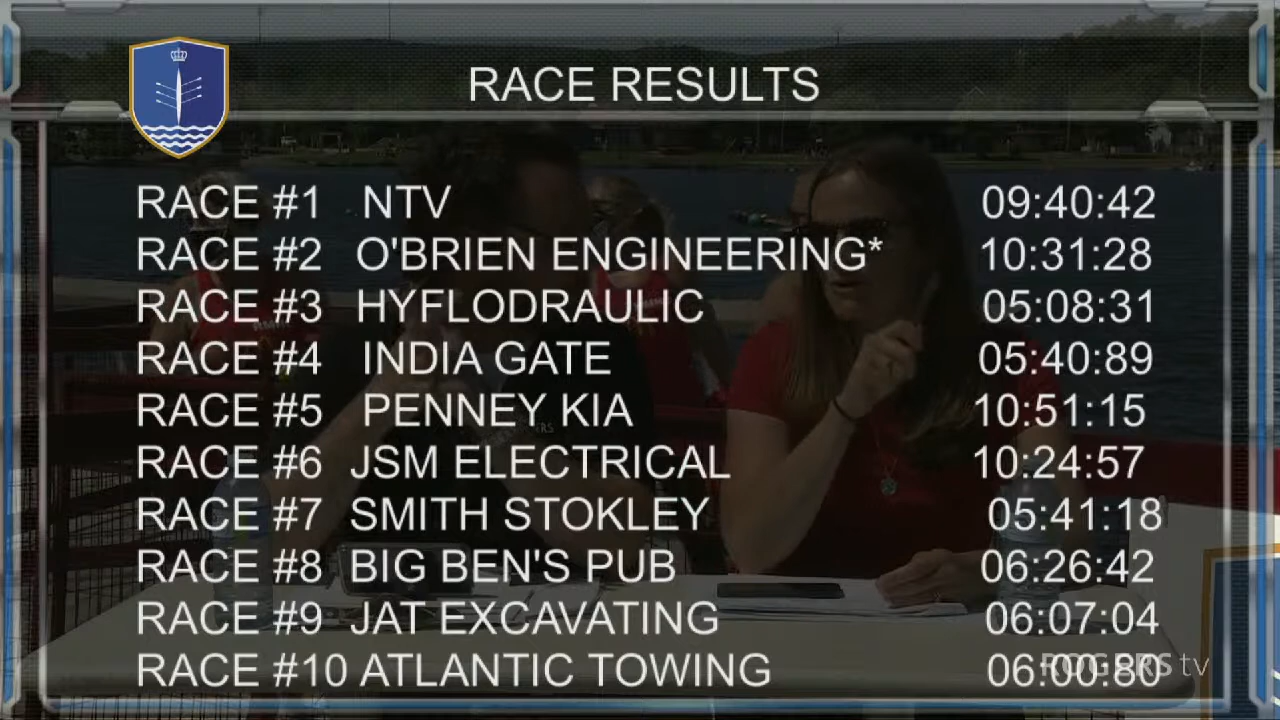 RACE RESULTS
RACE #1 NTV 09:40:42
RACE #2 O'BRIEN ENGINEERING* 10:31:28
RACE #3 HYFLODRAULIC 05:08:31
RACE #4 INDIA GATE 05:40:89
RACE #5 PENNEY KIA 10:51:15
RACE #6 JSM ELECTRICAL 10:24:57
RACE #7 SMITH STOKLEY 05:41:18
RACE #8 BIG BEN'S PUB 06:26:42
RACE #9 JAT EXCAVATING 06:07:04
RACE #10 ATLANTIC TOWING 06:00:80
ROGERS tv